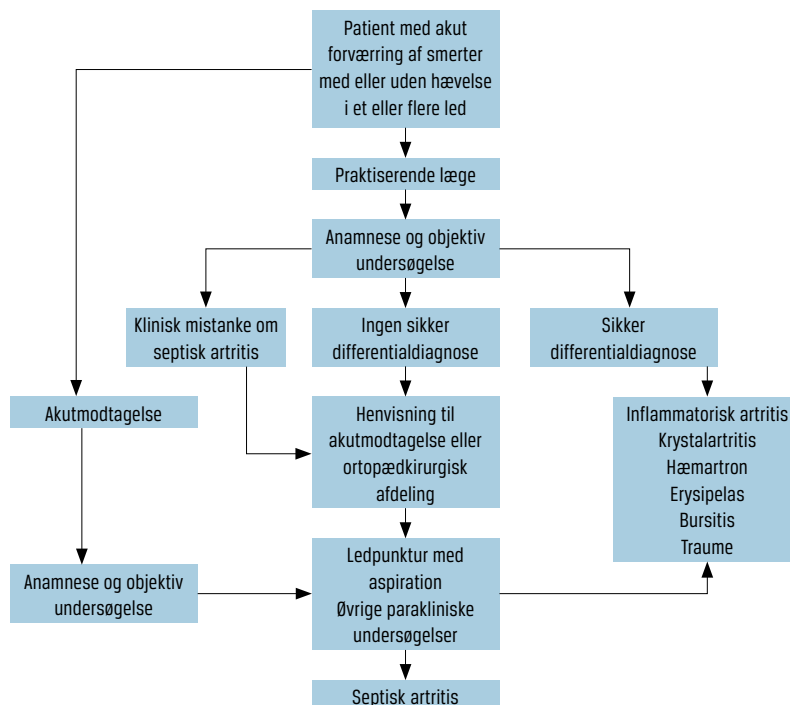 Patient med akut
forværring af smerter
med eller uden hævelse
i et eller flere led
Praktiserende læge
Anamnese og objektiv
undersøgelse
Klinisk mistanke om
septisk artritis
Ingen sikker
differentialdiagnose
Sikker
differentialdiagnose
Akutmodtagelse
Henvisning til
akutmodtagelse eller
ortopædkirurgisk
afdeling
Inflammatorisk artritis
Krystalartritis
Hæmartron
Erysipelas
Bursitis
Traume
Anamnese og objektiv
undersøgelse
Ledpunktur med
aspiration
Øvrige parakliniske
undersøgelser
Septisk artritis